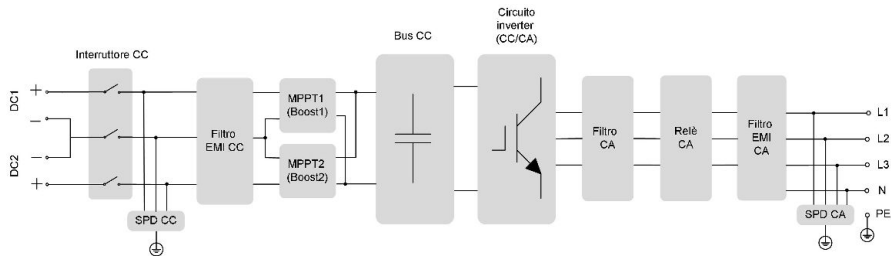 Interruttore CC
Bus CC
Circuito
inverter
(CC/CA)
DC1
+
−
DC2
−
+
Filtro
EMI CC
MPPT1
(Boost1)
MPPT2
(Boost2)
Filtro
CA
Relè
CA
Filtro
EMI
CA
L1
L2
L3
N
PE
SPD CC
SPD CA